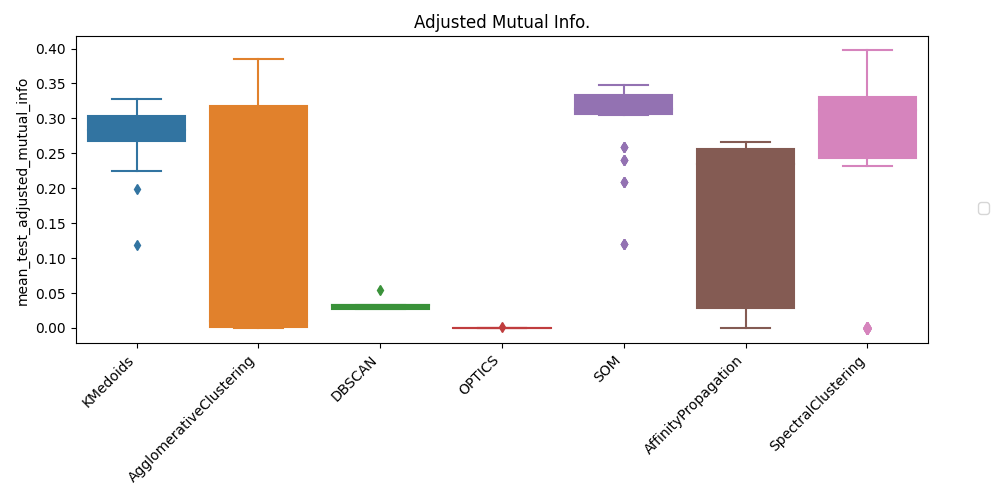 Adjusted Mutual Info.
mean_test_adjusted_mutual_info
0.40
0.35
0.30
0.25
0.20
0.15
0.10
0.05
0.00
KMedoids
AgglomerativeClustering
DBSCAN
OPTICS
SOM
AffinityPropagation
SpectralClustering